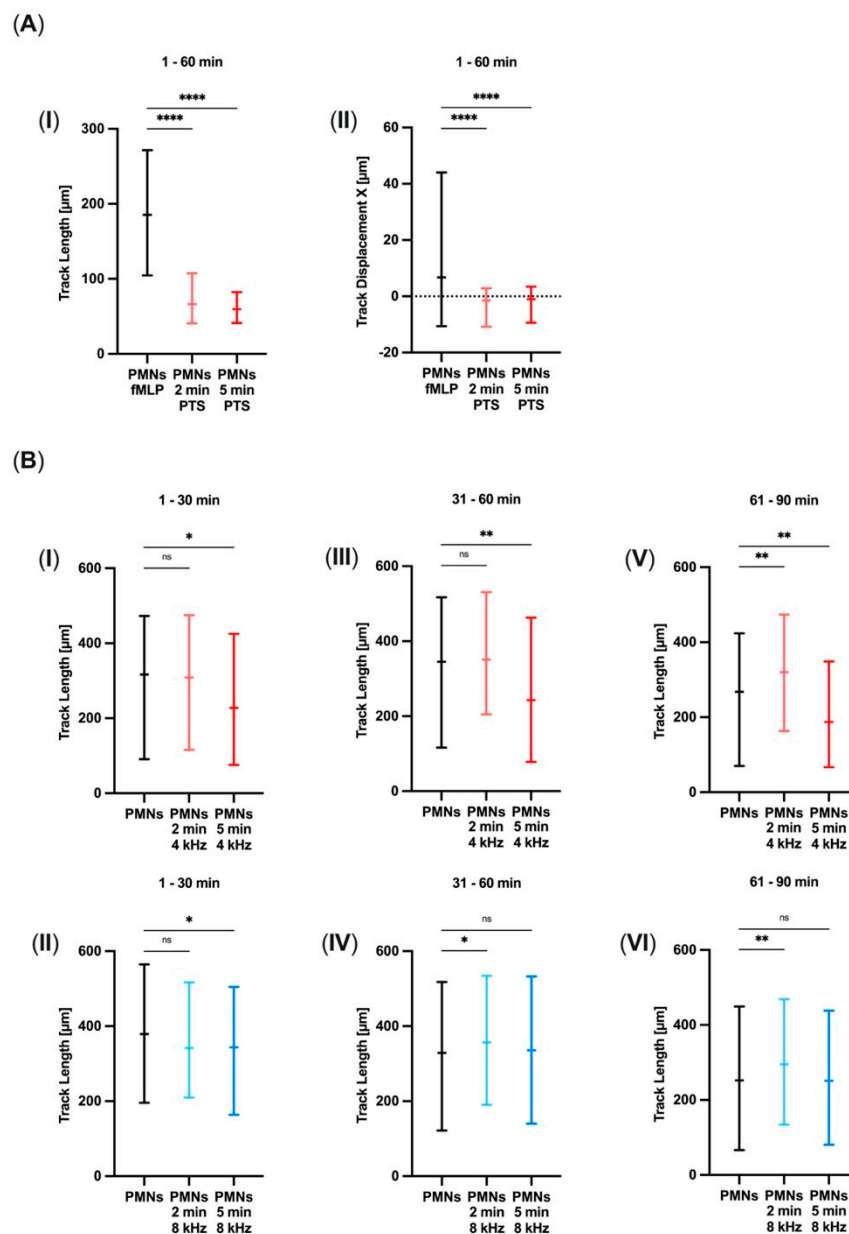 (A)
1 - 60 min
1 - 60 min
(I)
(II)
****
****
****
****
Track Length [µm]
300
200
100
0
PMNs
fMLP
PMNs
2 min
PTS
PMNs
5 min
PTS
Track Displacement X [µm]
60
40
20
0
-20
PMNs
fMLP
PMNs
2 min
PTS
PMNs
5 min
PTS
(B)
1 - 30 min
31 - 60 min
61 - 90 min
(I)
*
ns
Track Length [µm]
600
400
200
0
PMNs
PMNs
2 min
4 kHz
PMNs
5 min
4 kHz
(III)
**
ns
Track Length [µm]
600
400
200
0
PMNs
PMNs
2 min
4 kHz
PMNs
5 min
4 kHz
(V)
**
**
Track Length [µm]
600
400
200
0
PMNs
PMNs
2 min
4 kHz
PMNs
5 min
4 kHz
1 - 30 min
31 - 60 min
61 - 90 min
(II)
*
ns
Track Length [µm]
600
400
200
0
PMNs
PMNs
2 min
8 kHz
PMNs
5 min
8 kHz
(IV)
ns
*
Track Length [µm]
600
400
200
0
PMNs
PMNs
2 min
8 kHz
PMNs
5 min
8 kHz
(VI)
ns
**
Track Length [µm]
600
400
200
0
PMNs
PMNs
2 min
8 kHz
PMNs
5 min
8 kHz